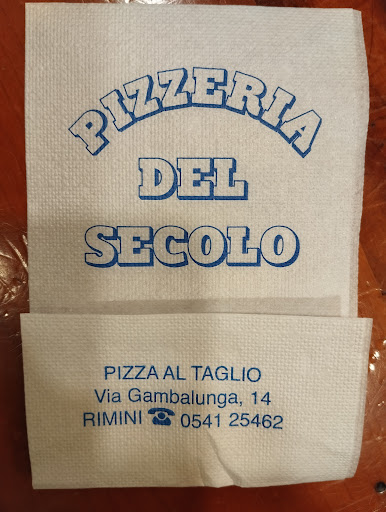 PIZZERIA
DEL
SECOLO
PIZZA AL TAGLIO
Via Gambalunga, 14
RIMINI ☎ 0541 25462